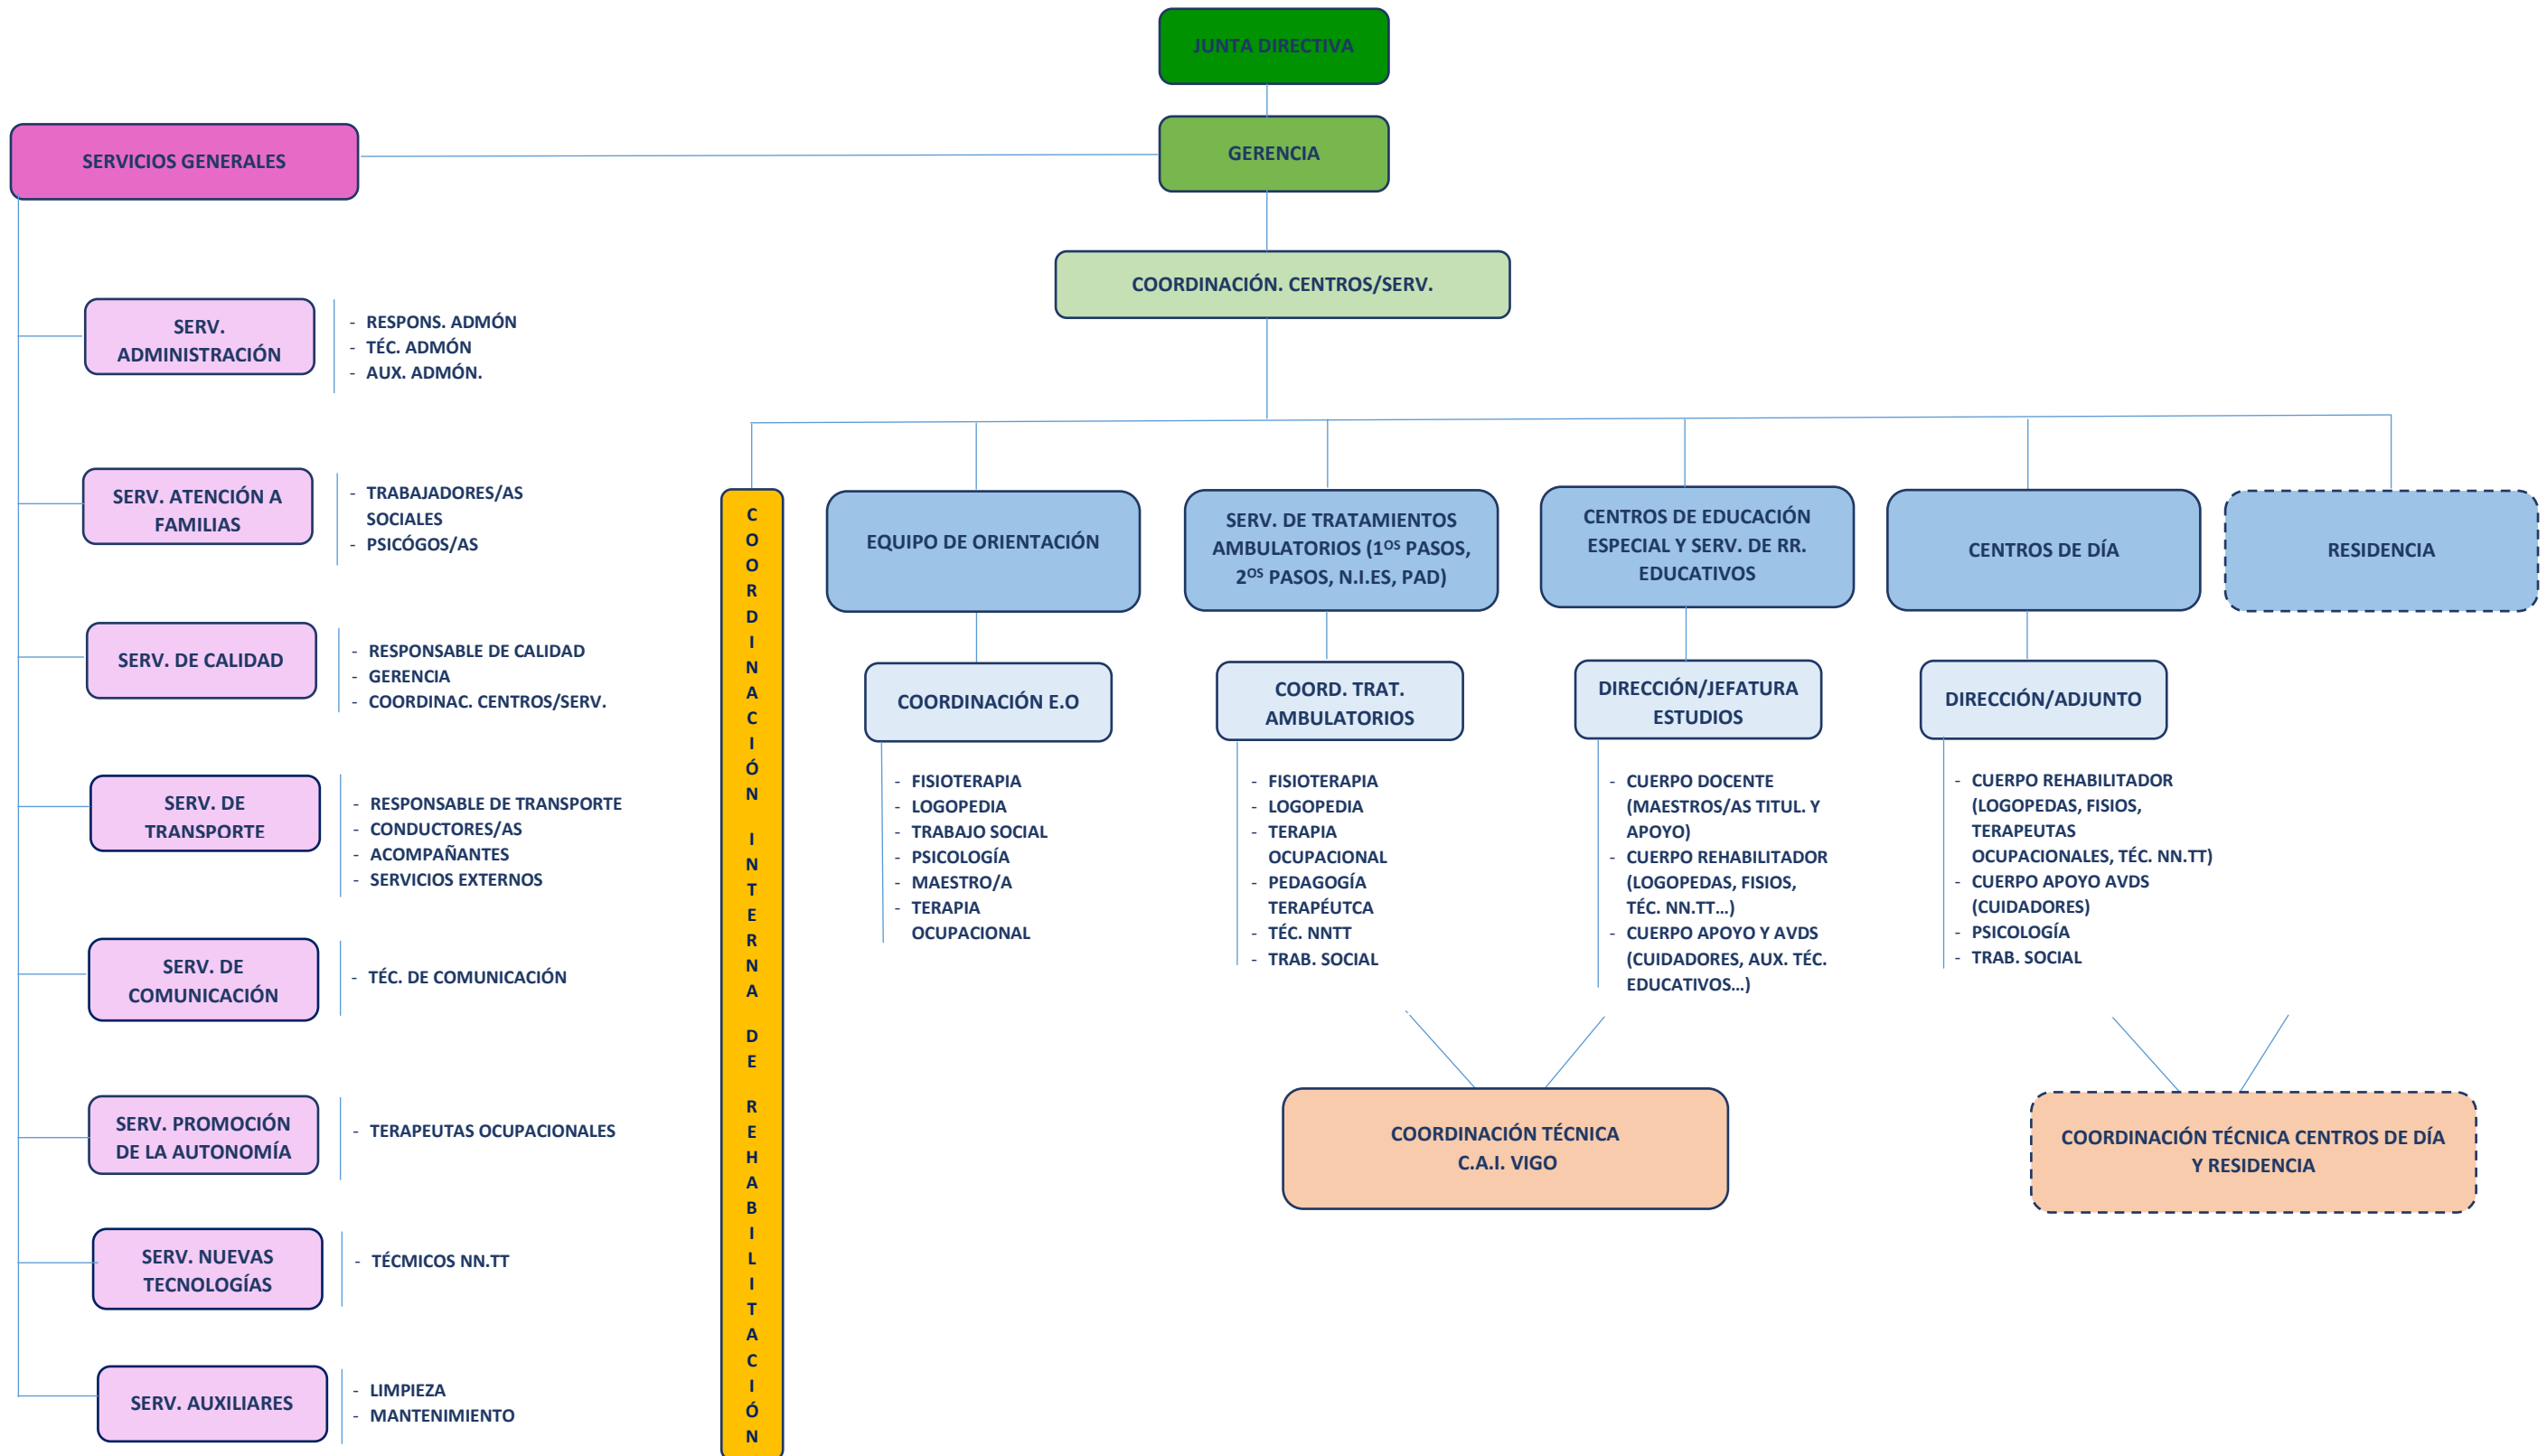 JUNTA DIRECTIVA
GERENCIA
SERVICIOS GENERALES
COORDINACIÓN. CENTROS/SERV.
SERV.
ADMINISTRACIÓN
- RESPONS. ADMÓN
- TÉC. ADMÓN
- AUX. ADMÓN.
SERV. ATENCIÓN A
FAMILIAS
- TRABAJADORES/AS
SOCIALES
- PSICÓGOS/AS
SERV. DE CALIDAD
- RESPONSABLE DE CALIDAD
- GERENCIA
- COORDINAC. CENTROS/SERV.
SERV. DE
TRANSPORTE
- RESPONSABLE DE TRANSPORTE
- CONDUCTORES/AS
- ACOMPAÑANTES
- SERVICIOS EXTERNOS
SERV. DE
COMUNICACIÓN
- TÉC. DE COMUNICACIÓN
SERV. PROMOCIÓN
DE LA AUTONOMÍA
- TERAPEUTAS OCUPACIONALES
SERV. NUEVAS
TECNOLOGÍAS
- TÉCMICOS NN.TT
SERV. AUXILIARES
- LIMPIEZA
- MANTENIMIENTO
COORDINACIÓN INTERNA DE REHABILITACIÓN
EQUIPO DE ORIENTACIÓN
COORDINACIÓN E.O
- FISIOTERAPIA
- LOGOPEDIA
- TRABAJO SOCIAL
- PSICOLOGÍA
- MAESTRO/A
- TERAPIA
OCUPACIONAL
SERV. DE TRATAMIENTOS
AMBULATORIOS (1OS PASOS,
2OS PASOS, N.I.ES, PAD)
COORD. TRAT.
AMBULATORIOS
- FISIOTERAPIA
- LOGOPEDIA
- TERAPIA
OCUPACIONAL
- PEDAGOGÍA
TERAPÉUTCA
- TÉC. NNTT
- TRAB. SOCIAL
CENTROS DE EDUCACIÓN
ESPECIAL Y SERV. DE RR.
EDUCATIVOS
DIRECCIÓN/JEFATURA
ESTUDIOS
- CUERPO DOCENTE
(MAESTROS/AS TITUL. Y
APOYO)
- CUERPO REHABILITADOR
(LOGOPEDAS, FISIOS,
TÉC. NN.TT...)
- CUERPO APOYO Y AVDS
(CUIDADORES, AUX. TÉC.
EDUCATIVOS...)
CENTROS DE DÍA
DIRECCIÓN/ADJUNTO
- CUERPO REHABILITADOR
(LOGOPEDAS, FISIOS,
TERAPEUTAS
OCUPACIONALES, TÉC. NN.TT)
- CUERPO APOYO AVDS
(CUIDADORES)
- PSICOLOGÍA
- TRAB. SOCIAL
RESIDENCIA
COORDINACIÓN TÉCNICA
C.A.I. VIGO
COORDINACIÓN TÉCNICA CENTROS DE DÍA
Y RESIDENCIA